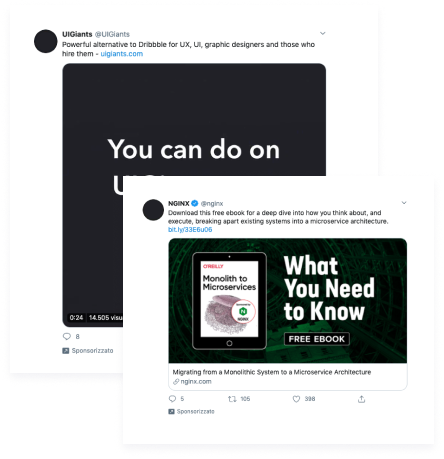 UIGiants @UIGiants
Powerful alternative to Dribbble for UX, UI, graphic designers and those who
hire them - uigiants.com
You can do on
0:24 14.505 visu
8
Sponsorizzato
NGINX @nginx
Download this free ebook for a deep dive into how you think about, and
execute, breaking apart existing systems into a microservice architecture.
bit.ly/33E6u06
O'REILLY
Monolith to
Microservices
NGINX
What
You Need
to Know
FREE EBOOK
Migrating from a Monolithic System to a Microservice Architecture
nginx.com
5 105 398
Sponsorizzato